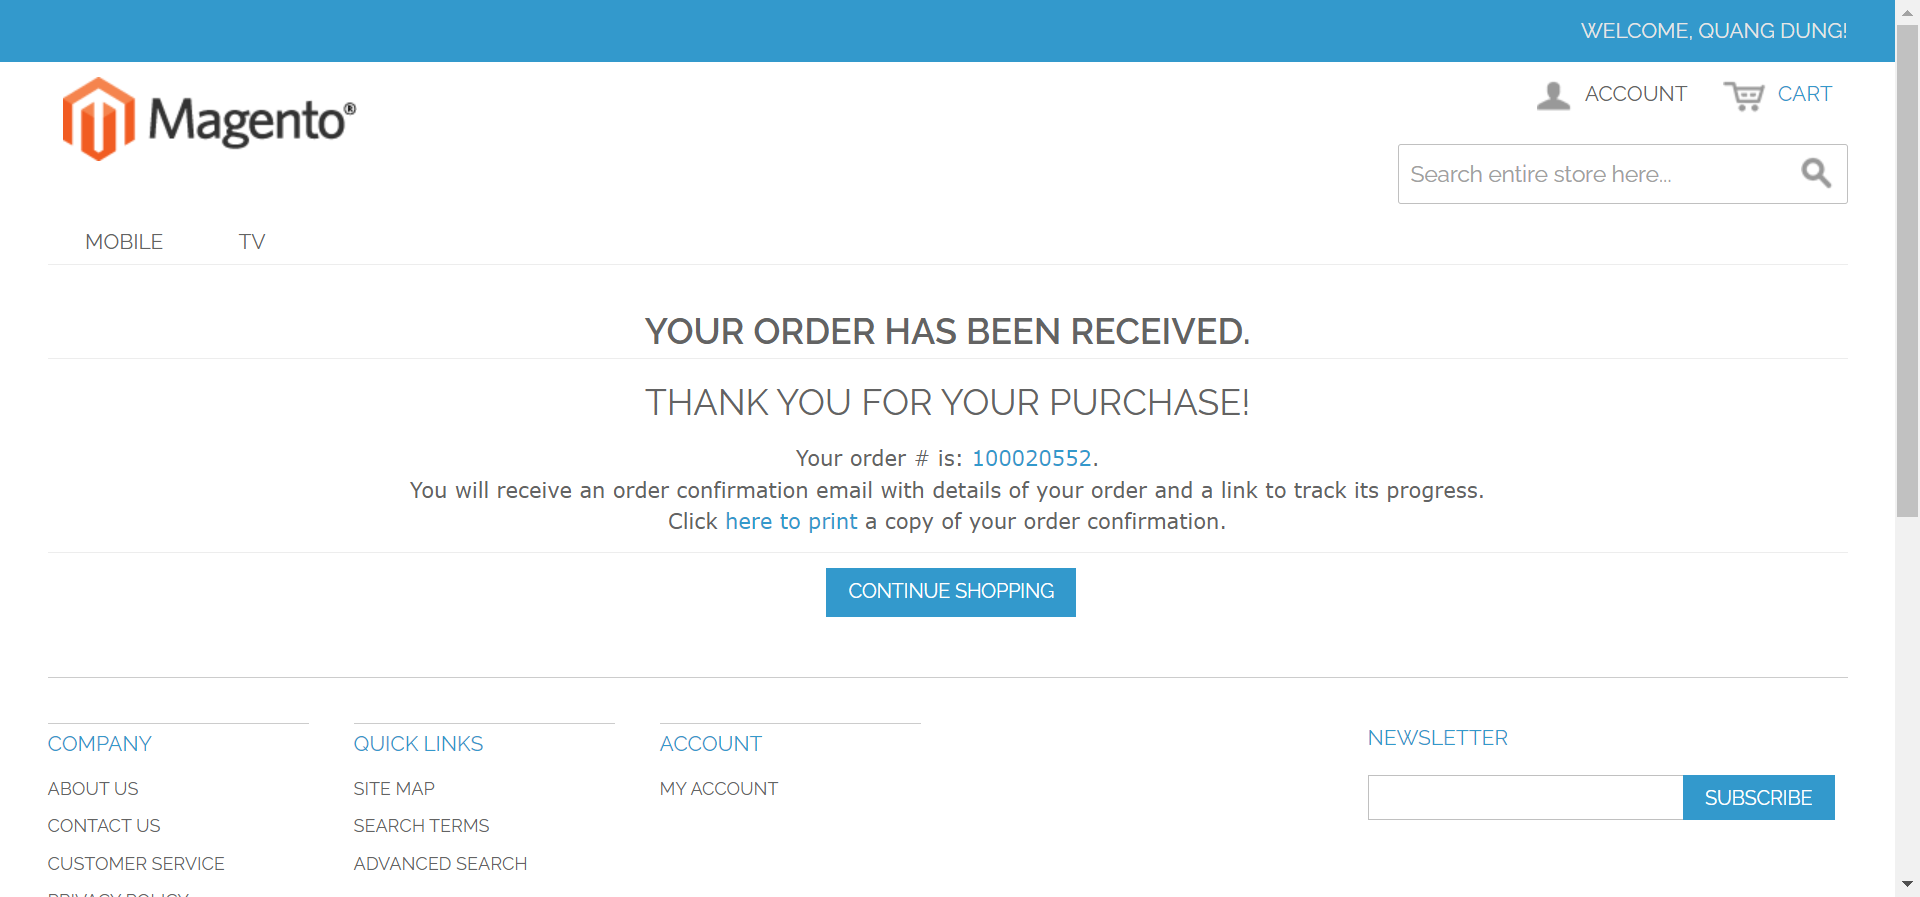 WELCOME, QUANG DUNG!
Magento®
ACCOUNT
CART
Search entire store here...
MOBILE
TV
YOUR ORDER HAS BEEN RECEIVED.
THANK YOU FOR YOUR PURCHASE!
Your order # is: 100020552.
You will receive an order confirmation email with details of your order and a link to track its progress.
Click here to print a copy of your order confirmation.
CONTINUE SHOPPING
COMPANY
ABOUT US
CONTACT US
CUSTOMER SERVICE
PRIVACY POLICY
QUICK LINKS
SITE MAP
SEARCH TERMS
ADVANCED SEARCH
ACCOUNT
MY ACCOUNT
NEWSLETTER
SUBSCRIBE